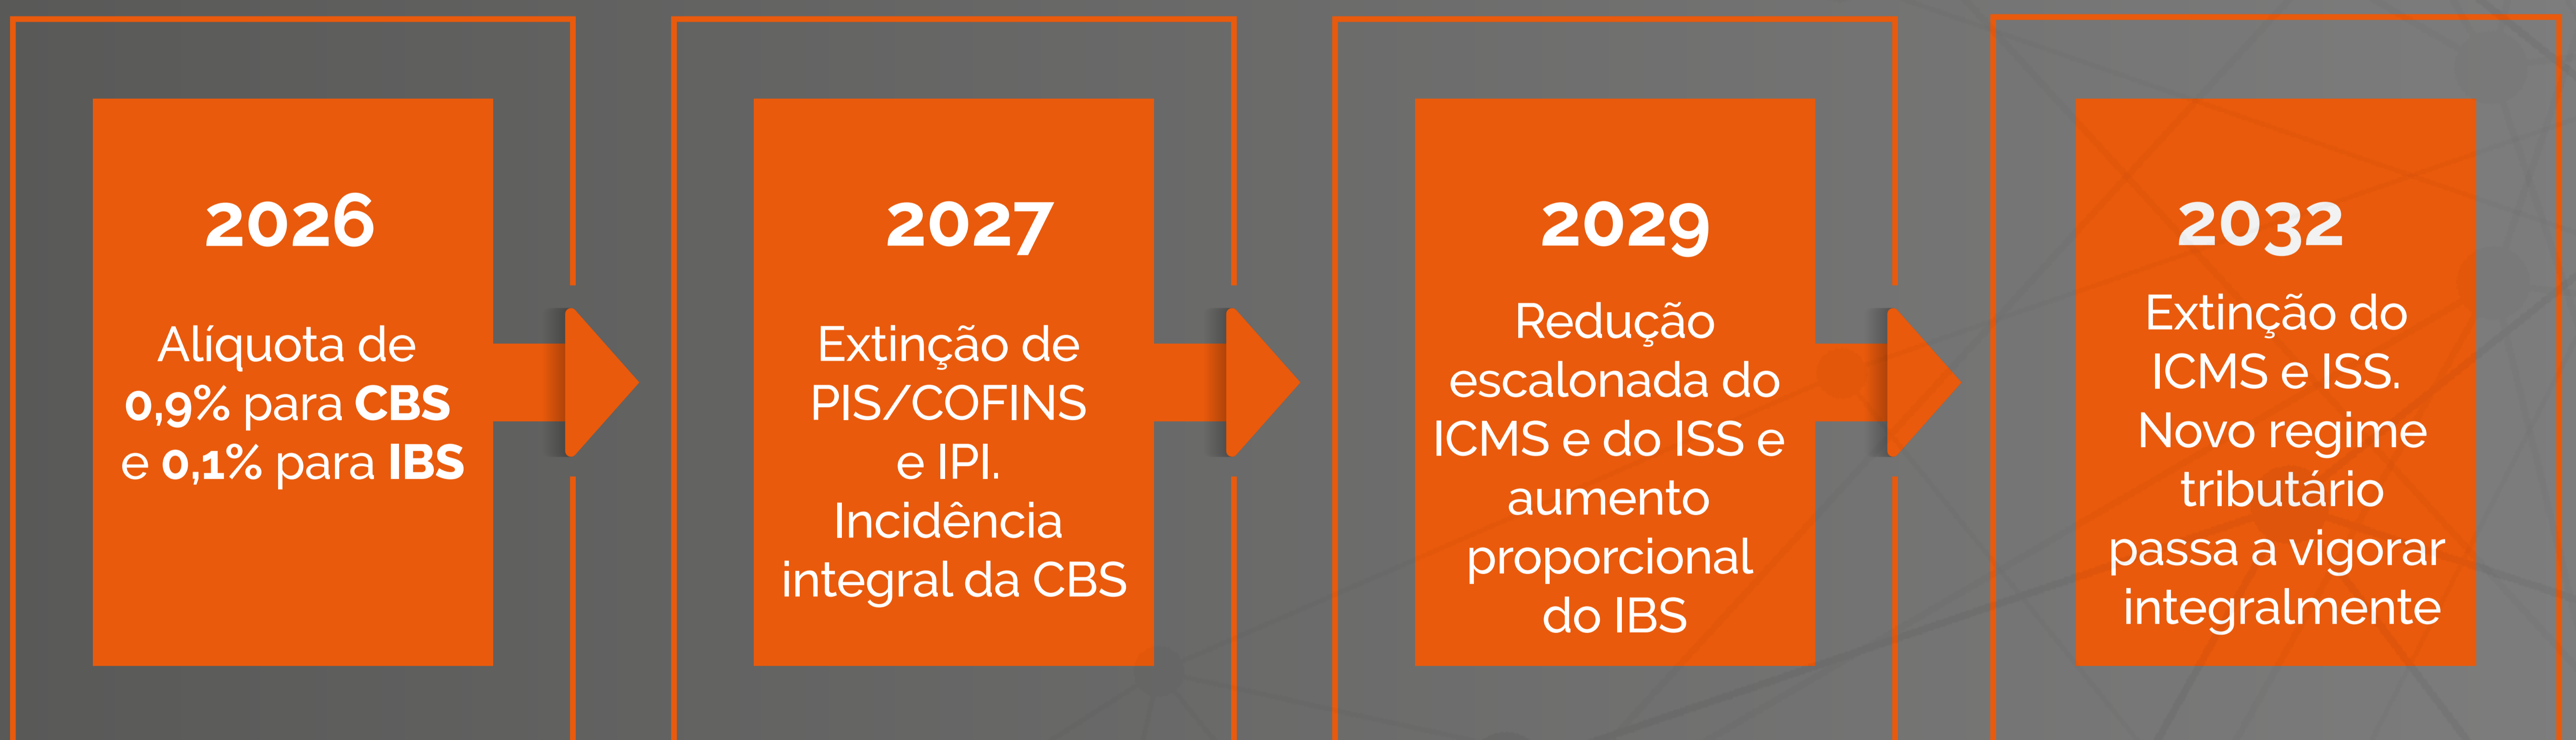 2026
Alíquota de
0,9% para CBS
e 0,1% para IBS
2027
Extinção de
PIS/COFINS
e IPI.
Incidência
integral da CBS
2029
Redução
escalonada do
ICMS e do ISS e
aumento
proporcional
do IBS
2032
Extinção do
ICMS e ISS.
Novo regime
tributário
passa a vigorar
integralmente